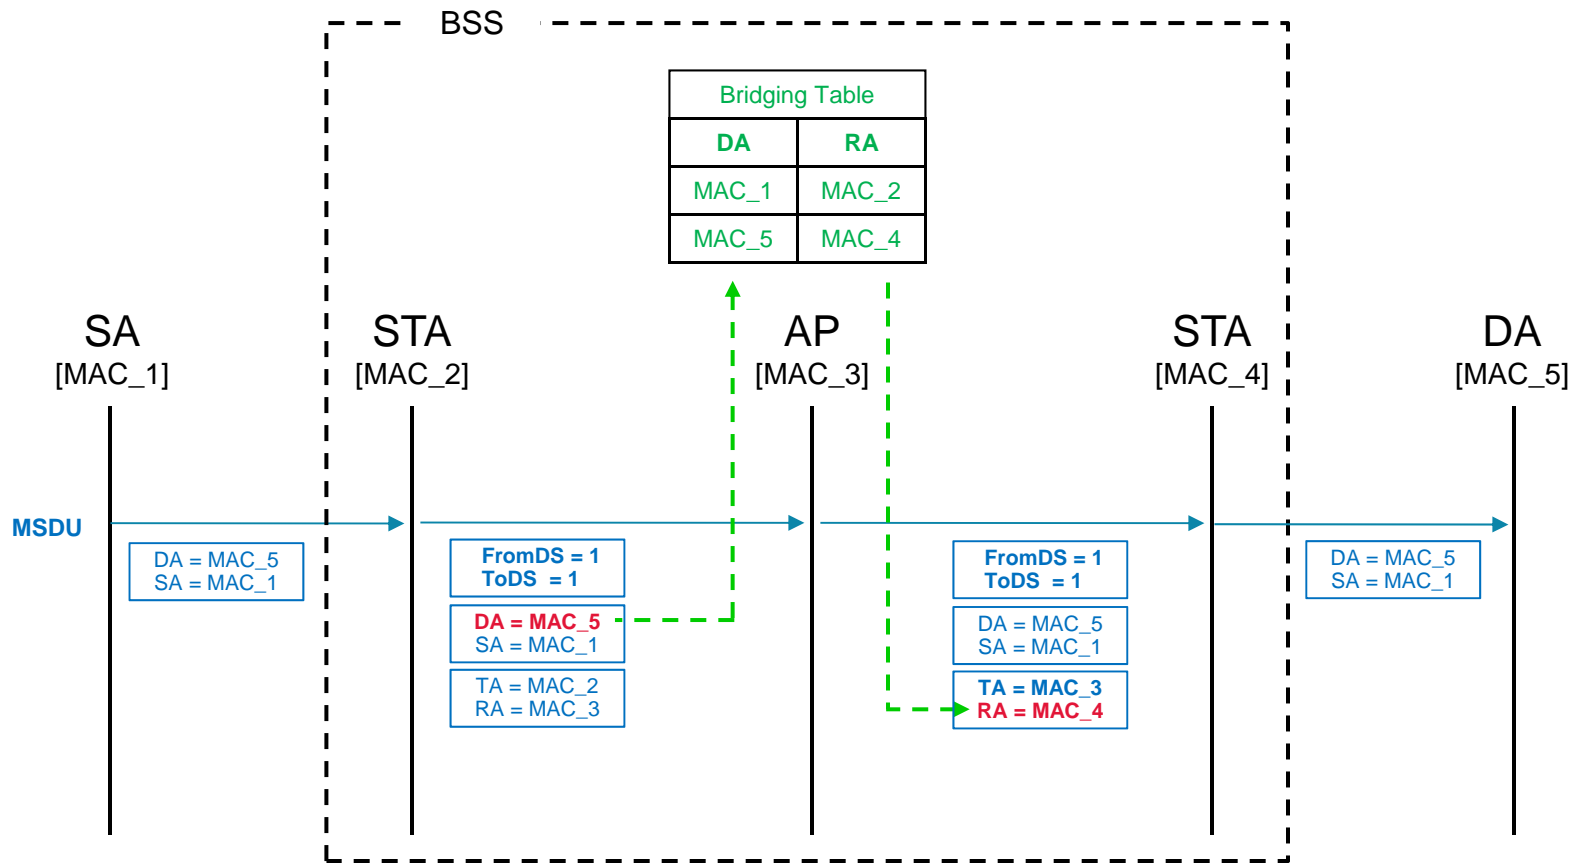 BSS
Bridging Table
DA RA
MAC_1 MAC_2
MAC_5 MAC_4
SA
[MAC_1]
STA
[MAC_2]
AP
[MAC_3]
STA
[MAC_4]
DA
[MAC_5]
MSDU
DA = MAC_5
SA = MAC_1
FromDS = 1
ToDS = 1
DA = MAC_5
SA = MAC_1
TA = MAC_2
RA = MAC_3
FromDS = 1
ToDS = 1
DA = MAC_5
SA = MAC_1
TA = MAC_3
RA = MAC_4
DA = MAC_5
SA = MAC_1